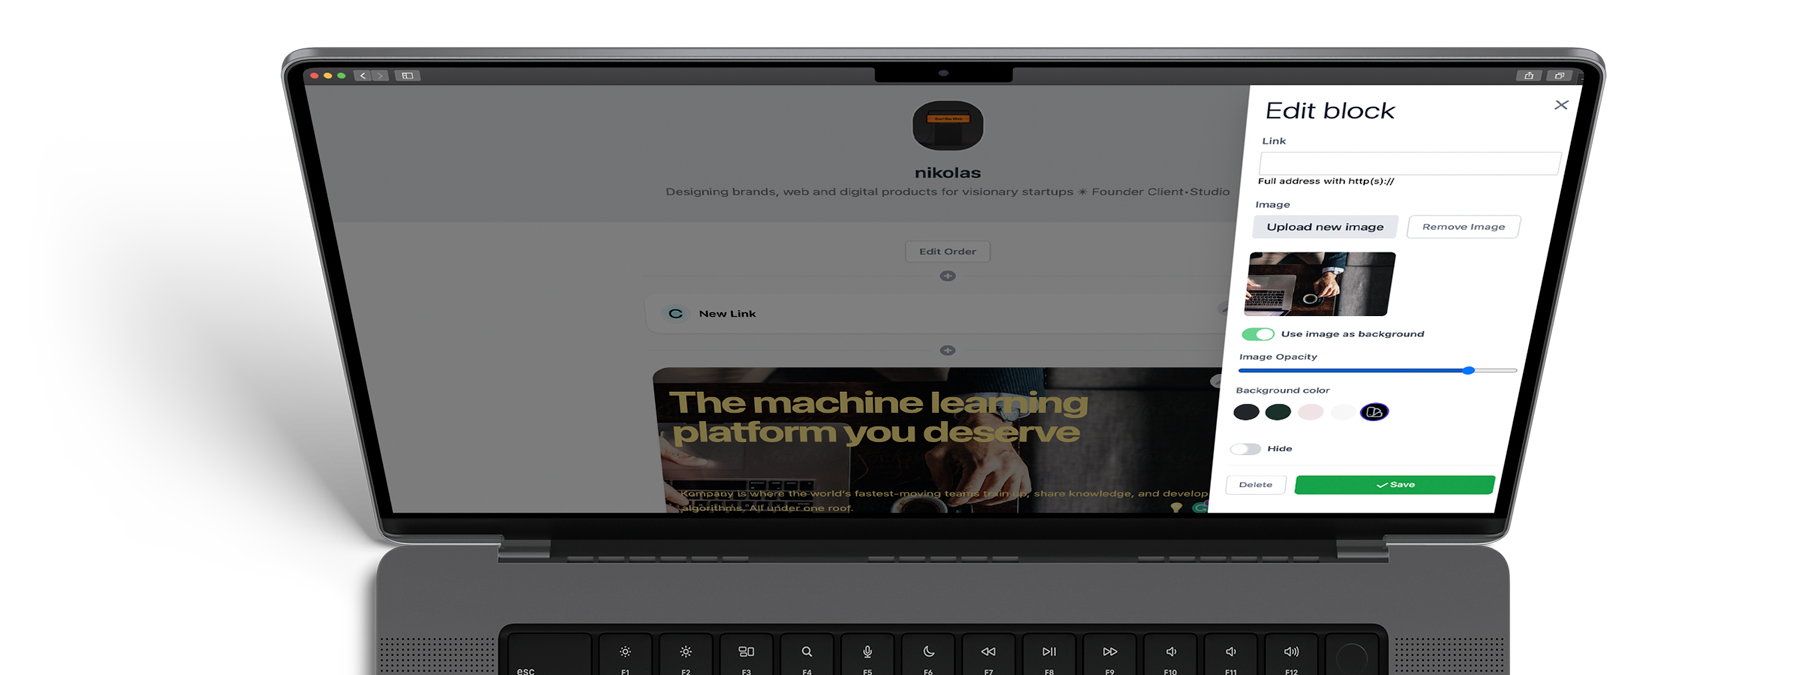 Edit block
Link
Full address with http(s)://
Image
Upload new image
Remove Image
Use image as background
Image Opacity
Background color
Hide
Delete
Save
nikolas
Designing brands, web and digital products for visionary startups ✴ Founder Client•Studio
Edit Order
New Link
The machine learning
platform you deserve
Kompany is where the world's fastest-moving teams train up, share knowledge, and develop
algorithms. All under one roof.
esc
F1
F2
F3
F4
F5
F6
F7
F8
F9
F10
F11
F12